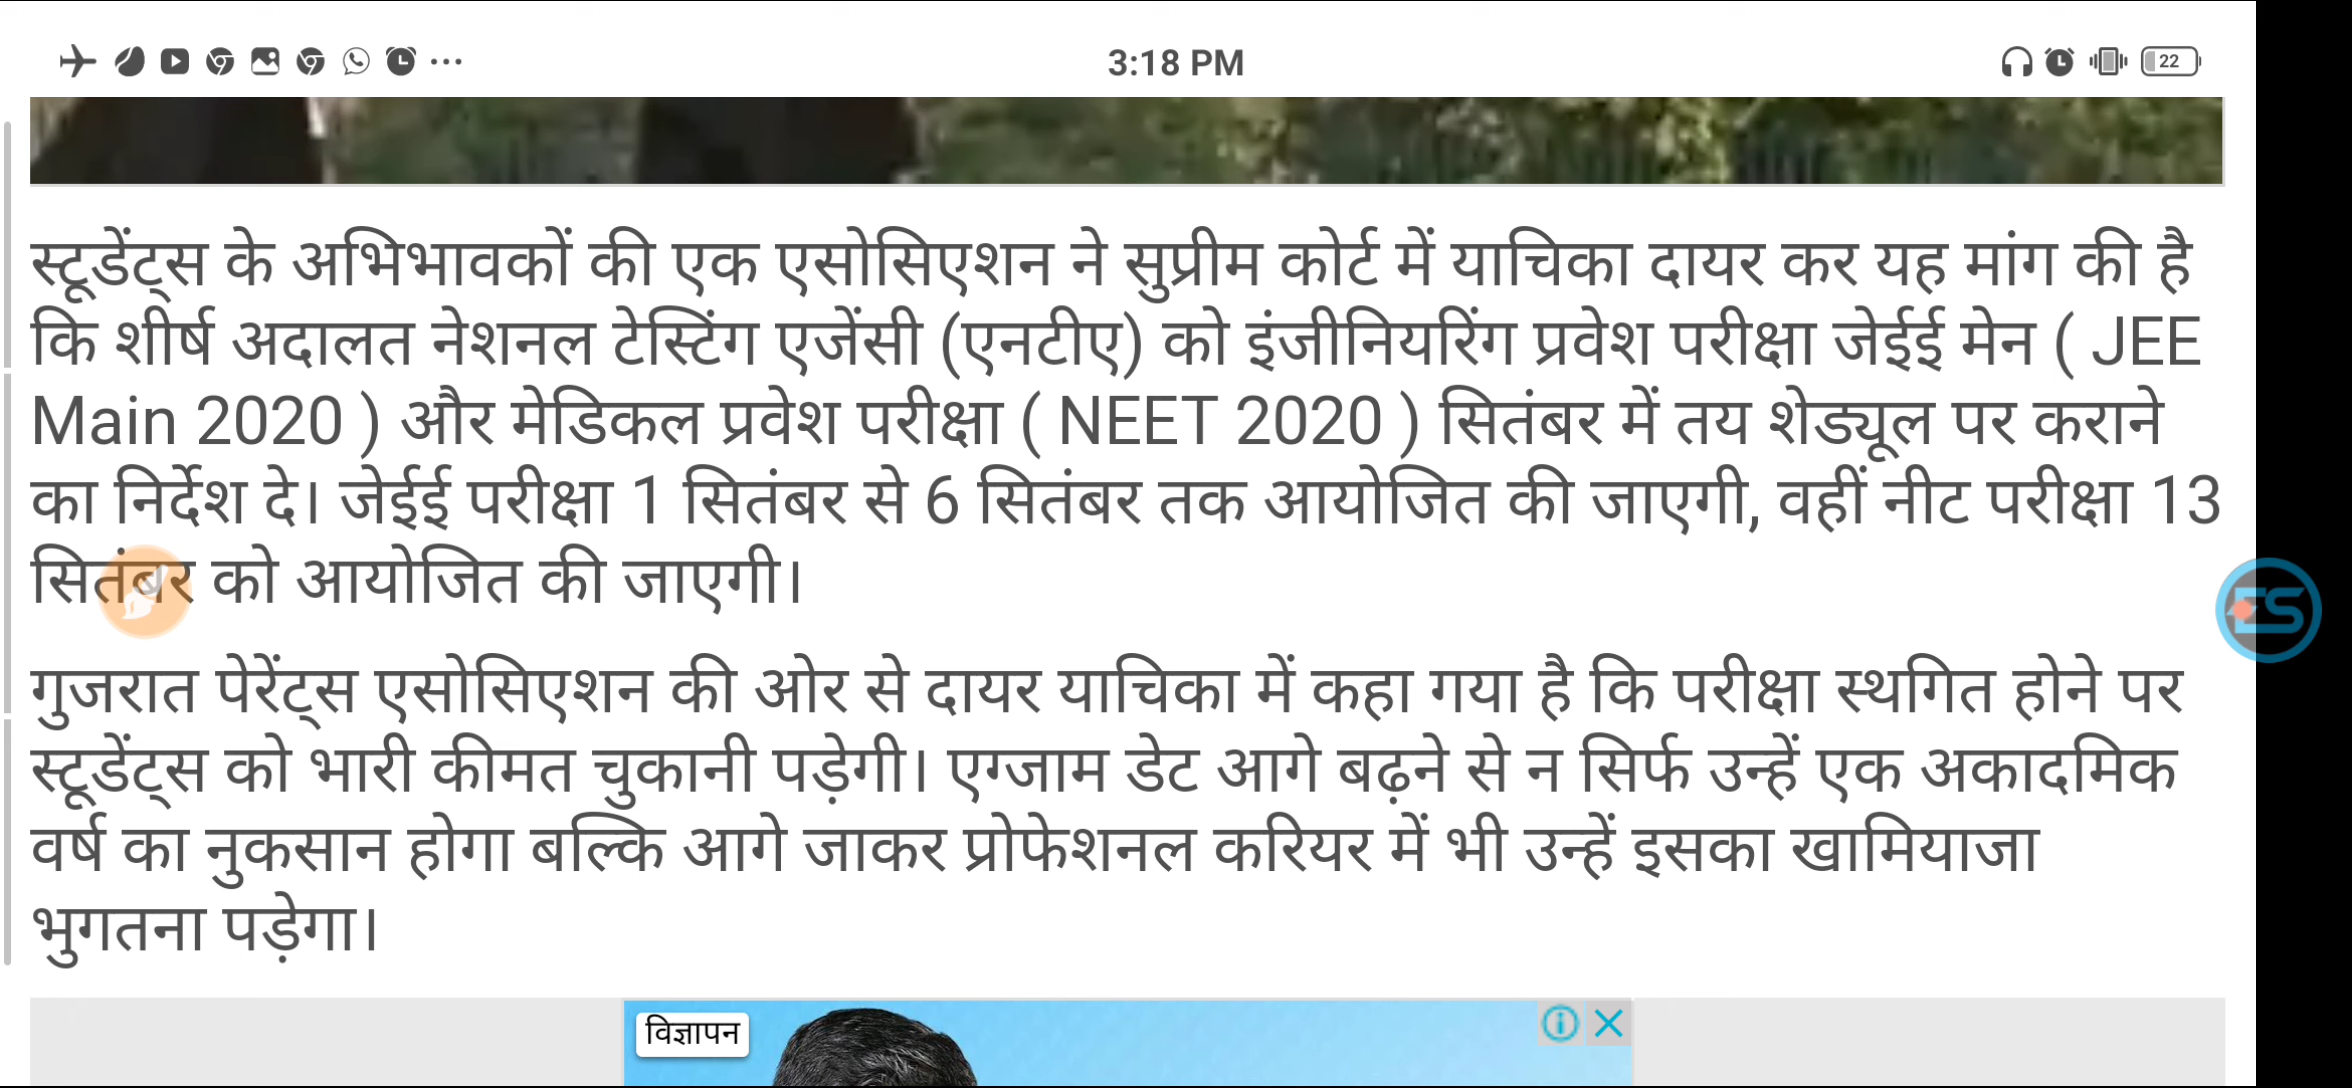 3:18 PM
22
स्टूडेंट्स के अभिभावकों की एक एसोसिएशन ने सुप्रीम कोर्ट में याचिका दायर कर यह मांग की है
कि शीर्ष अदालत नेशनल टेस्टिंग एजेंसी (एनटीए) को इंजीनियरिंग प्रवेश परीक्षा जेईई मेन ( JEE
Main 2020 ) और मेडिकल प्रवेश परीक्षा ( NEET 2020 ) सितंबर में तय शेड्यूल पर कराने
का निर्देश दे। जेईई परीक्षा 1 सितंबर से 6 सितंबर तक आयोजित की जाएगी, वहीं नीट परीक्षा 13
सितंबर को आयोजित की जाएगी।
ES
गुजरात पेरेंट्स एसोसिएशन की ओर से दायर याचिका में कहा गया है कि परीक्षा स्थगित होने पर
स्टूडेंट्स को भारी कीमत चुकानी पड़ेगी। एग्जाम डेट आगे बढ़ने से न सिर्फ उन्हें एक अकादमिक
वर्ष का नुकसान होगा बल्कि आगे जाकर प्रोफेशनल करियर में भी उन्हें इसका खामियाजा
भुगतना पड़ेगा।
विज्ञापन